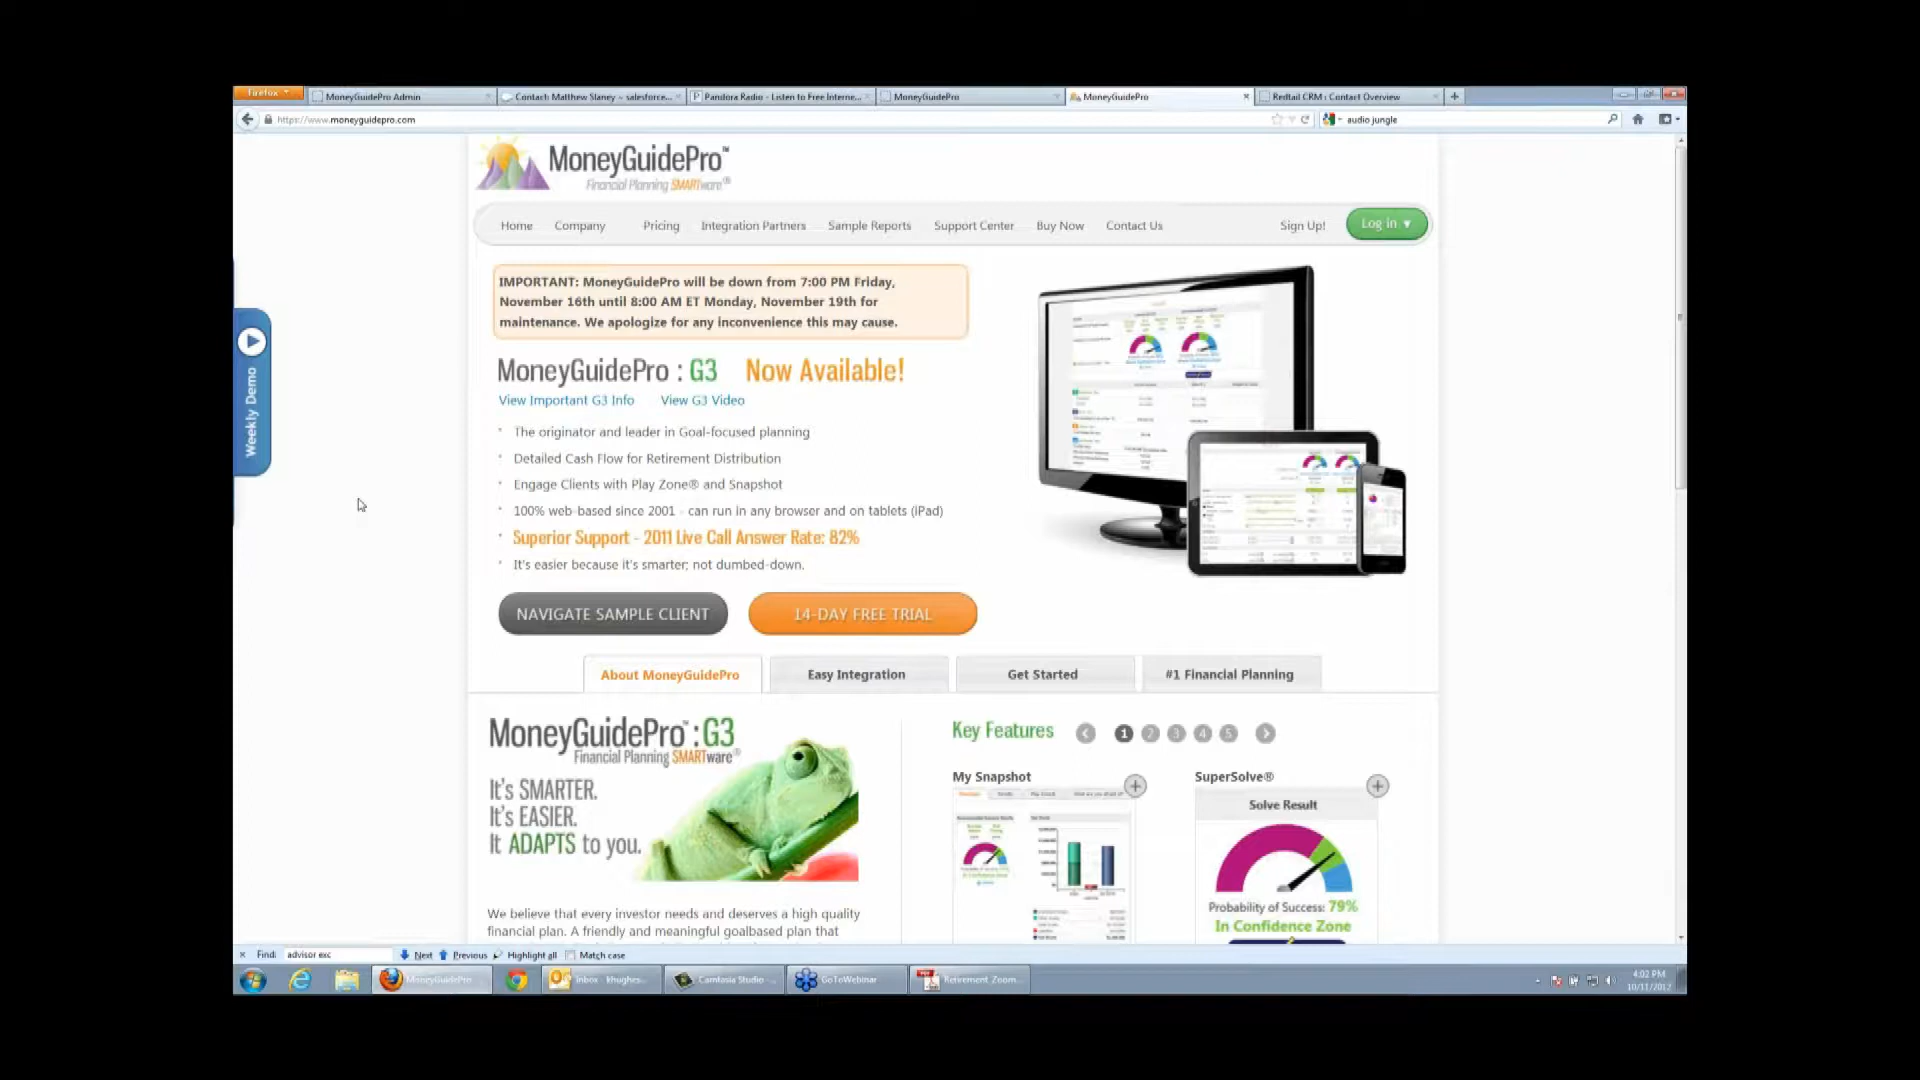 Firefox
MoneyGuidePro Admin
Contact: Matthew Slaney ~ salesforce...
Pandora Radio - Listen to Free Interne...
MoneyGuidePro
MoneyGuidePro
Redtail CRM : Contact Overview
https://www.moneyguidepro.com
audio jungle
MoneyGuidePro™
Financial Planning SMARTware®
Home
Company
Pricing
Integration Partners
Sample Reports
Support Center
Buy Now
Contact Us
Sign Up!
Log in ▼
IMPORTANT: MoneyGuidePro will be down from 7:00 PM Friday,
November 16th until 8:00 AM ET Monday, November 19th for
maintenance. We apologize for any inconvenience this may cause.
Weekly Demo
MoneyGuidePro : G3 Now Available!
View Important G3 Info
View G3 Video
The originator and leader in Goal-focused planning
Detailed Cash Flow for Retirement Distribution
Engage Clients with Play Zone® and Snapshot
100% web-based since 2001 - can run in any browser and on tablets (iPad)
Superior Support - 2011 Live Call Answer Rate: 82%
It's easier because it's smarter; not dumbed-down.
NAVIGATE SAMPLE CLIENT
14-DAY FREE TRIAL
About MoneyGuidePro
Easy Integration
Get Started
#1 Financial Planning
MoneyGuidePro™:G3
Financial Planning SMARTware®
It's SMARTER.
It's EASIER.
It ADAPTS to you.
We believe that every investor needs and deserves a high quality
financial plan. A friendly and meaningful goalbased plan that
Key Features
1 2 3 4 5
My Snapshot
SuperSolve®
Solve Result
Probability of Success: 79%
In Confidence Zone
Find: advisor exc
Next
Previous
Highlight all
Match case
MoneyGuidePro...
Inbox - khughes...
Camtasia Studio...
GoToWebinar
Retirement Zoom...
4:02 PM
10/11/2012